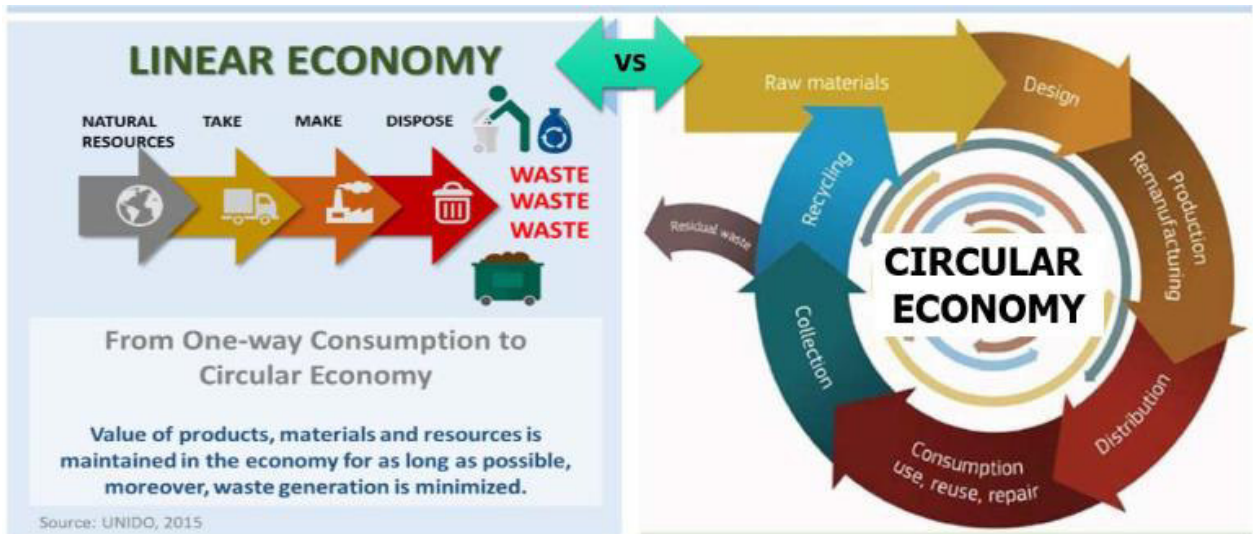 LINEAR ECONOMY
NATURAL
RESOURCES
TAKE
MAKE
DISPOSE
WASTE
WASTE
WASTE
From One-way Consumption to
Circular Economy
Value of products, materials and resources is
maintained in the economy for as long as possible,
moreover, waste generation is minimized.
Source: UNIDO, 2015
VS
Raw materials
Design
Production
Remanufacturing
Distribution
Consumption
use, reuse, repair
Collection
Recycling
Residual waste
CIRCULAR
ECONOMY